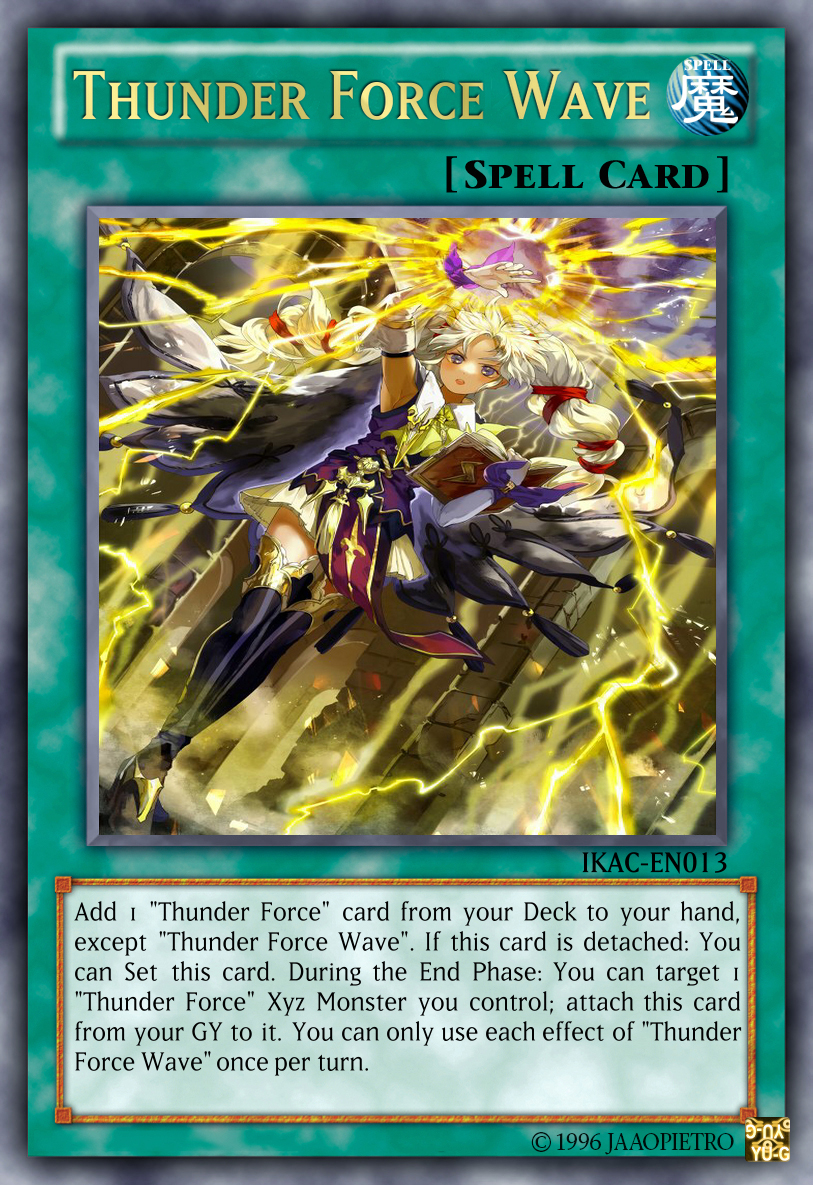 Thunder Force Wave
SPELL
魔
[Spell Card]
IKAC-EN013
Add 1 "Thunder Force" card from your Deck to your hand,
except "Thunder Force Wave". If this card is detached: You
can Set this card. During the End Phase: You can target 1
"Thunder Force" Xyz Monster you control; attach this card
from your GY to it. You can only use each effect of "Thunder
Force Wave" once per turn.
© 1996 JAAOPIETRO